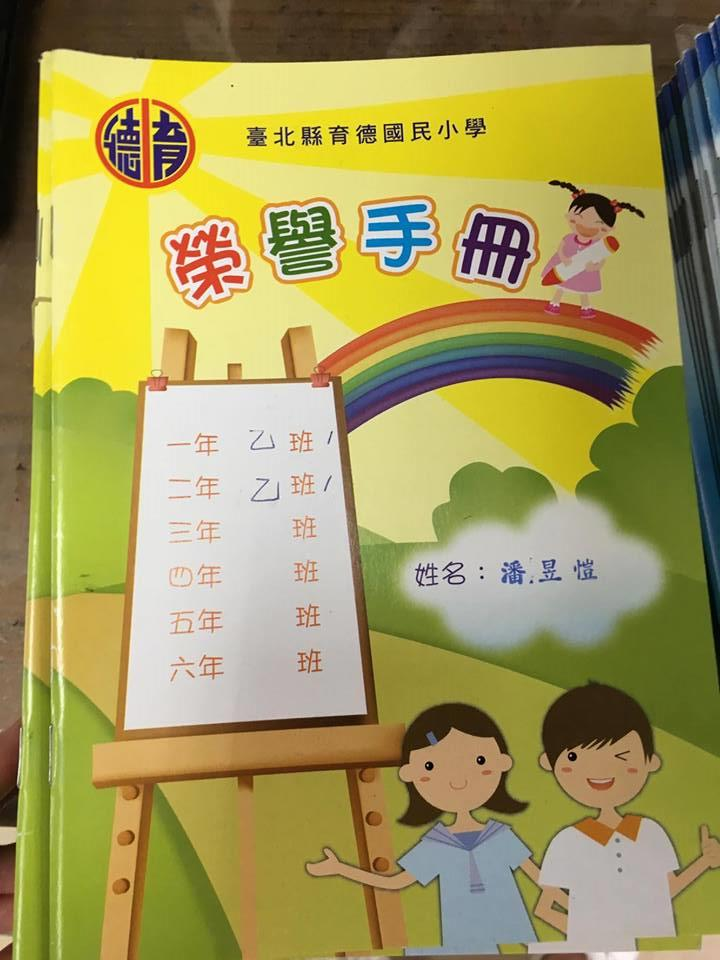 德育
臺北縣育德國民小學
榮譽手冊
一年 乙 班 1
二年 乙 班 1
三年 班
四年 班
五年 班
六年 班
姓名：潘昱愷